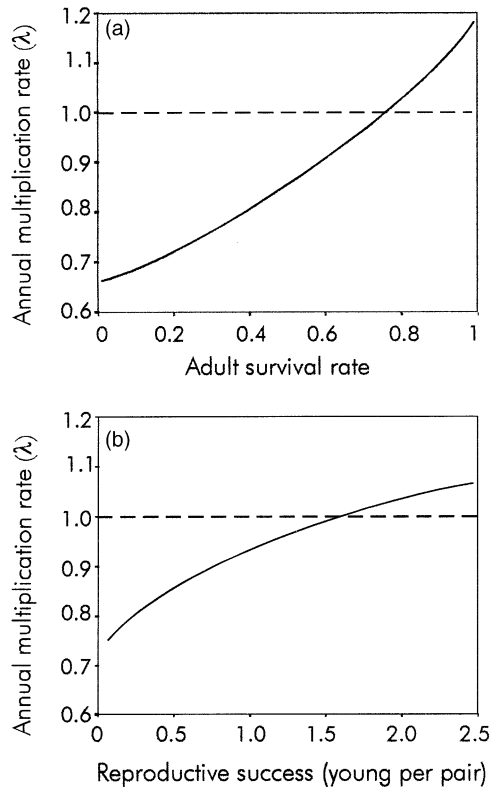 (a)
Annual multiplication rate (λ)
1.2
1.1
1.0
0.9
0.8
0.7
0.6
0 0.2 0.4 0.6 0.8 1
Adult survival rate
(b)
Annual multiplication rate (λ)
1.2
1.1
1.0
0.9
0.8
0.7
0.6
0 0.5 1.0 1.5 2.0 2.5
Reproductive success (young per pair)